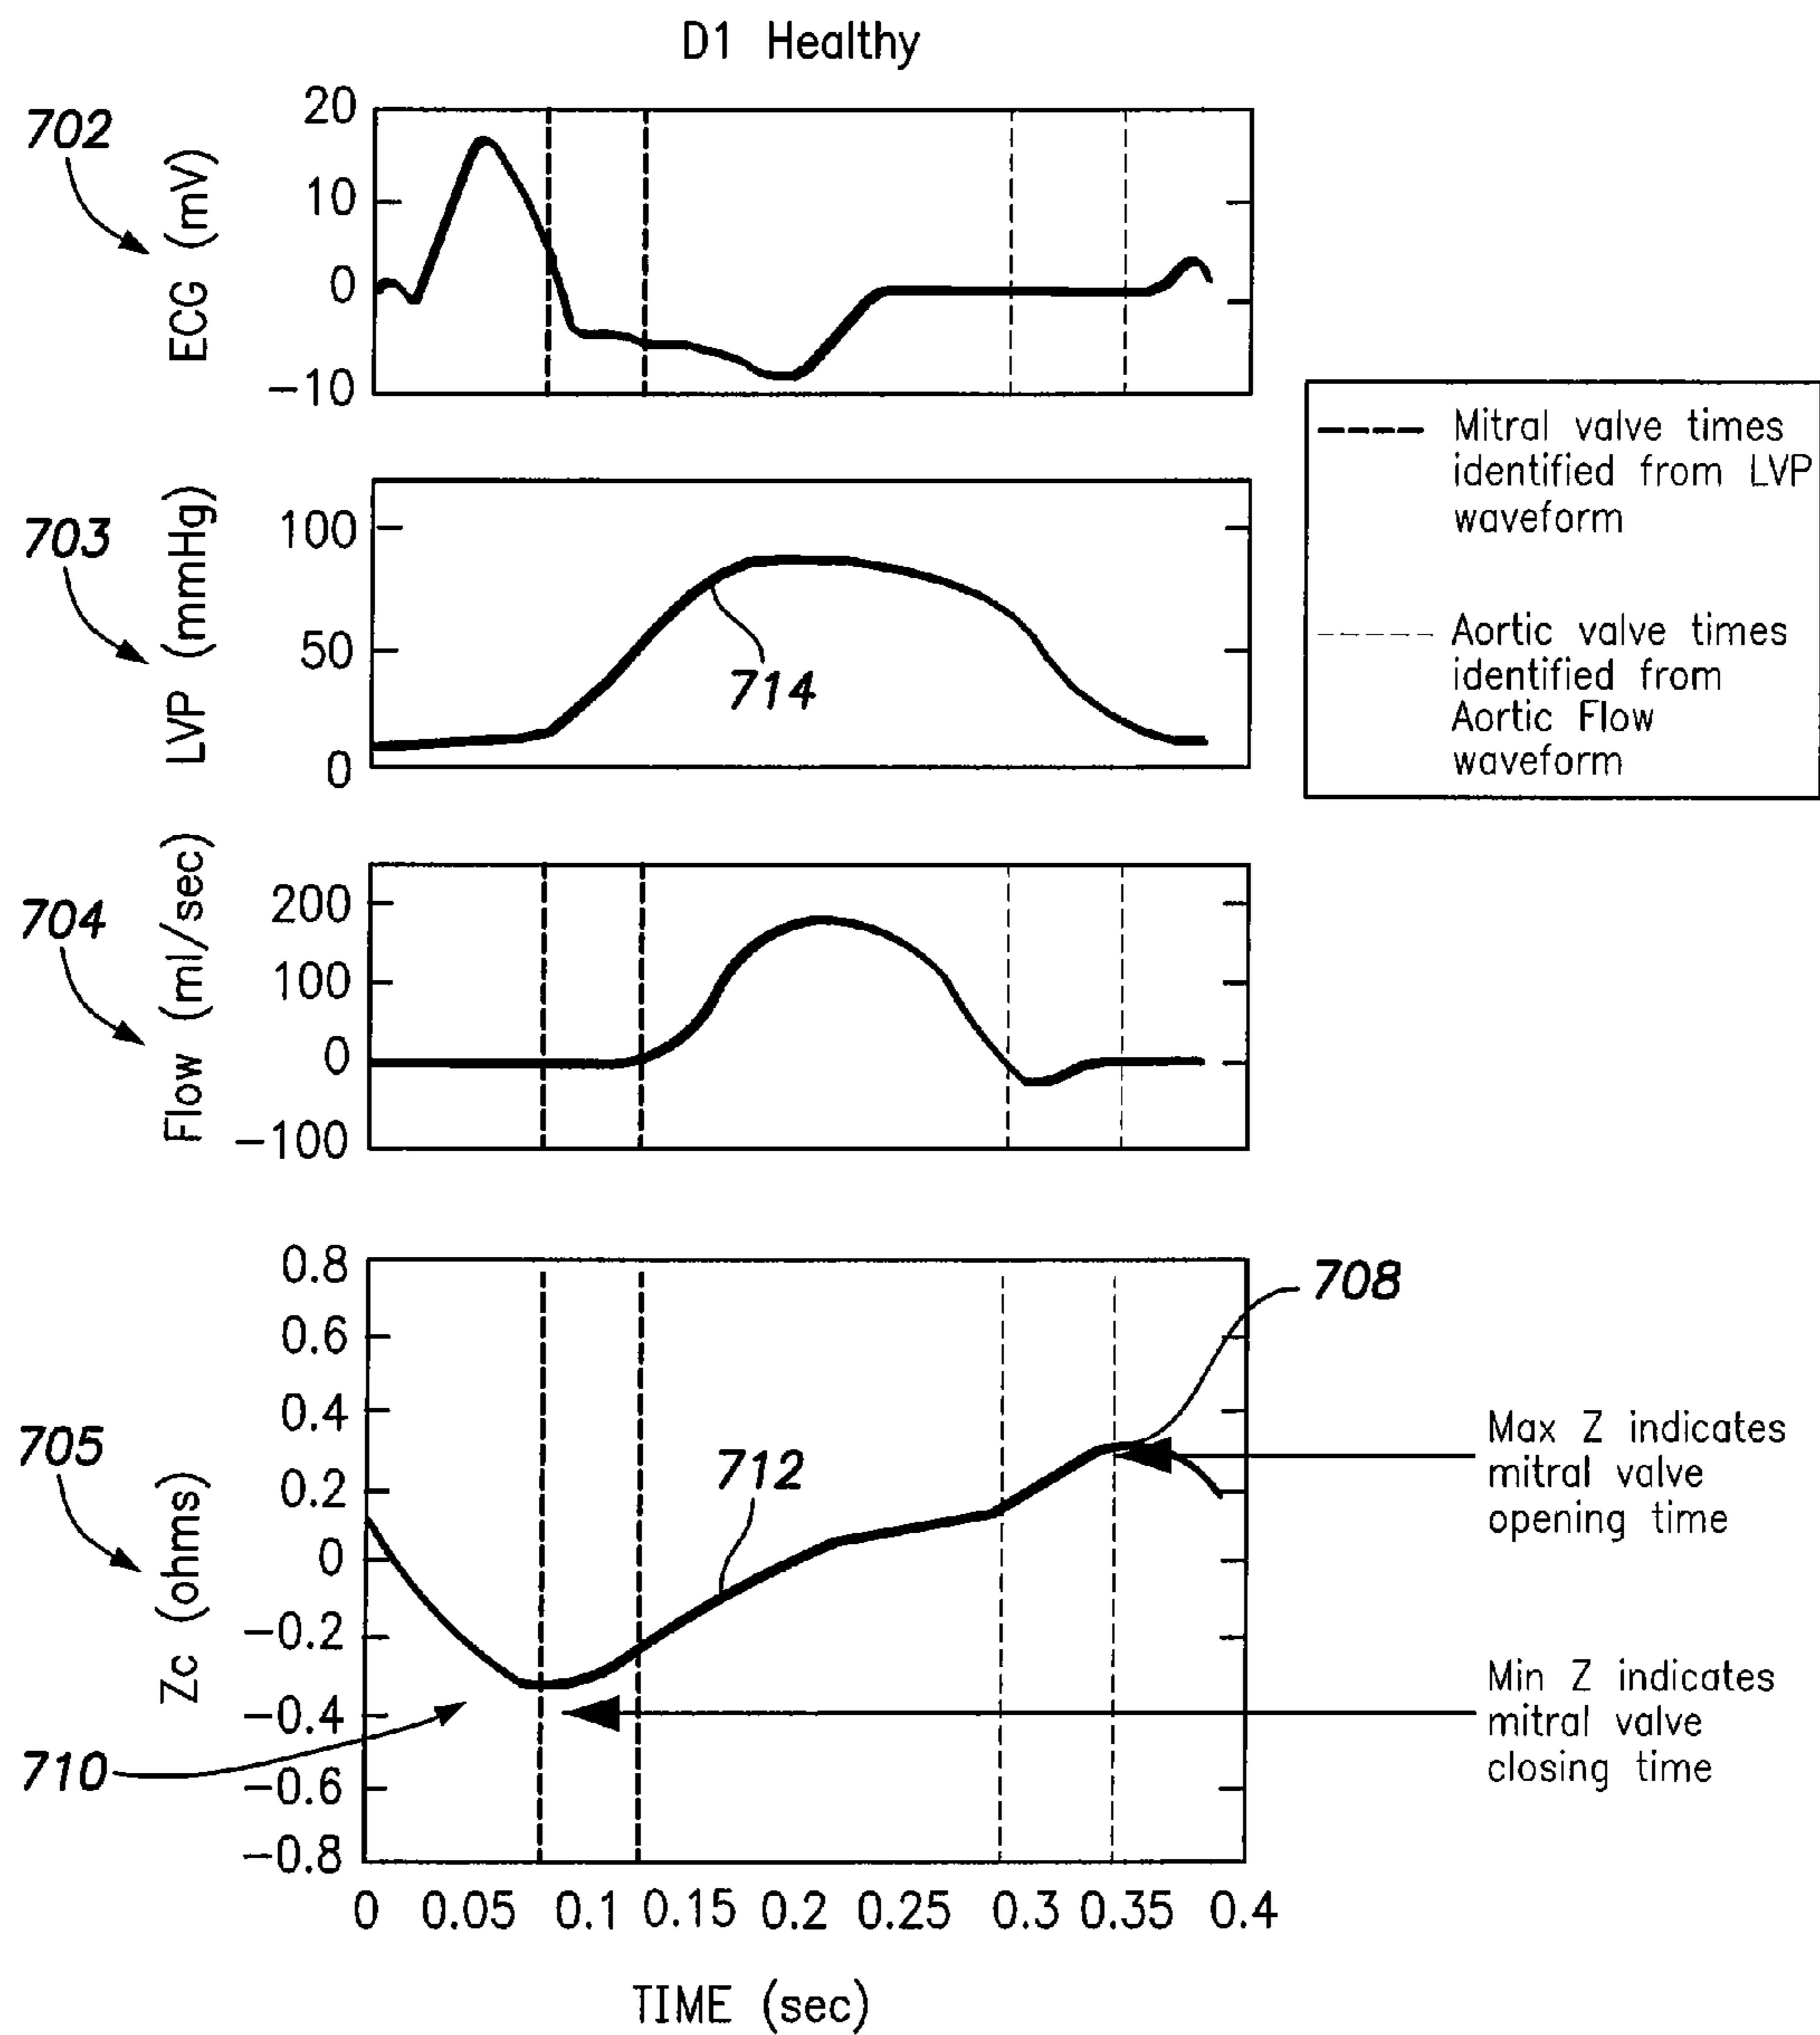 D1 Healthy
702
ECG (mV)
20
10
0
-10
703
LVP (mmHg)
100
50
0
714
Mitral valve times
identified from LVP
waveform
Aortic valve times
identified from
Aortic Flow
waveform
704
Flow (ml/sec)
200
100
0
-100
705
Zc (ohms)
0.8
0.6
0.4
0.2
0
-0.2
-0.4
-0.6
-0.8
708
712
710
Max Z indicates
mitral valve
opening time
Min Z indicates
mitral valve
closing time
0 0.05 0.1 0.15 0.2 0.25 0.3 0.35 0.4
TIME (sec)